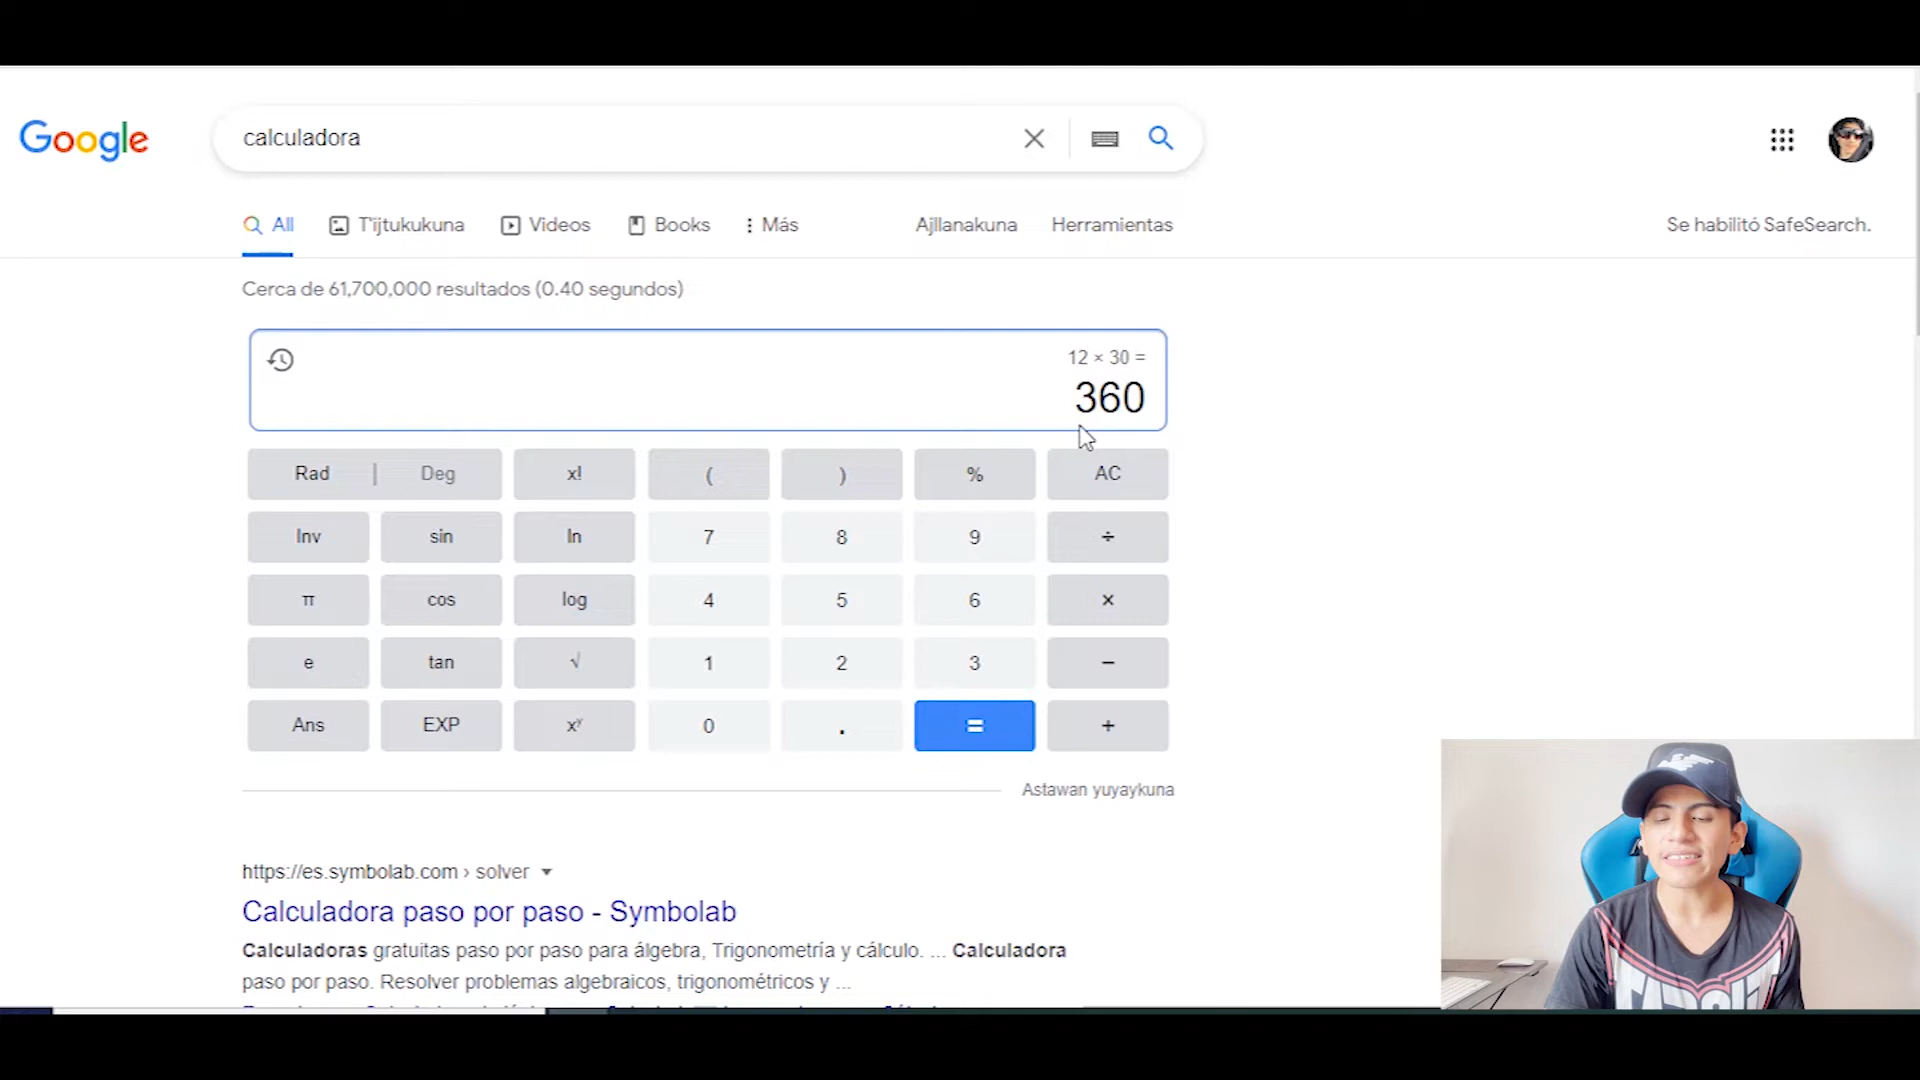 Google
calculadora
All
T'ijtukukuna
Videos
Books
Más
Ajllanakuna
Herramientas
Se habilitó SafeSearch.
Cerca de 61,700,000 resultados (0.40 segundos)
12 × 30 =
360
Rad | Deg x! ( ) % AC
Inv sin ln 7 8 9 ÷
π cos log 4 5 6 ×
e tan √ 1 2 3 −
Ans EXP xʸ 0 . = +
Astawan yuyaykuna
https://es.symbolab.com › solver
Calculadora paso por paso - Symbolab
Calculadoras gratuitas paso por paso para álgebra, Trigonometría y cálculo. ... Calculadora
paso por paso. Resolver problemas algebraicos, trigonométricos y ...